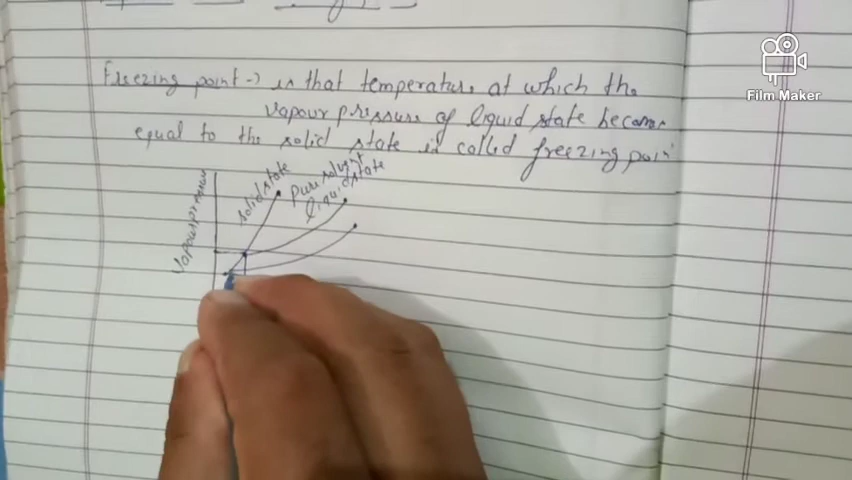 Freezing point → is that temperature at which the
vapour pressure of liquid state become
equal to the solid state is called freezing point
solid state
pure solvent
liquid state
Vapour pressure
Film Maker